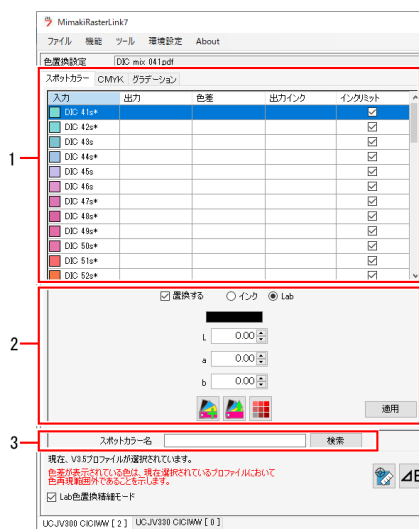 MimakiRasterLink7
ファイル 機能 ツール 環境設定 About
色置換設定 DIC mix 041.pdf
スポットカラー CMYK グラデーション
入力 出力 色差 出力インク インクリミット
DIC 41s*
DIC 42s*
DIC 43s
DIC 44s*
DIC 45s
DIC 46s
DIC 47s*
DIC 48s*
DIC 49s*
DIC 50s*
DIC 51s*
DIC 52s*
1
置換する インク Lab
L 0.00
a 0.00
b 0.00
適用
2
スポットカラー名 検索
3
現在、V3.5プロファイルが選択されています。
色差が表示されている色は、現在選択されているプロファイルにおいて
色再現範囲外であることを示します。
Lab色置換精細モード
UCJV300 CICIWW [ 2 ] UCJV300 CICIWW [ 0 ]